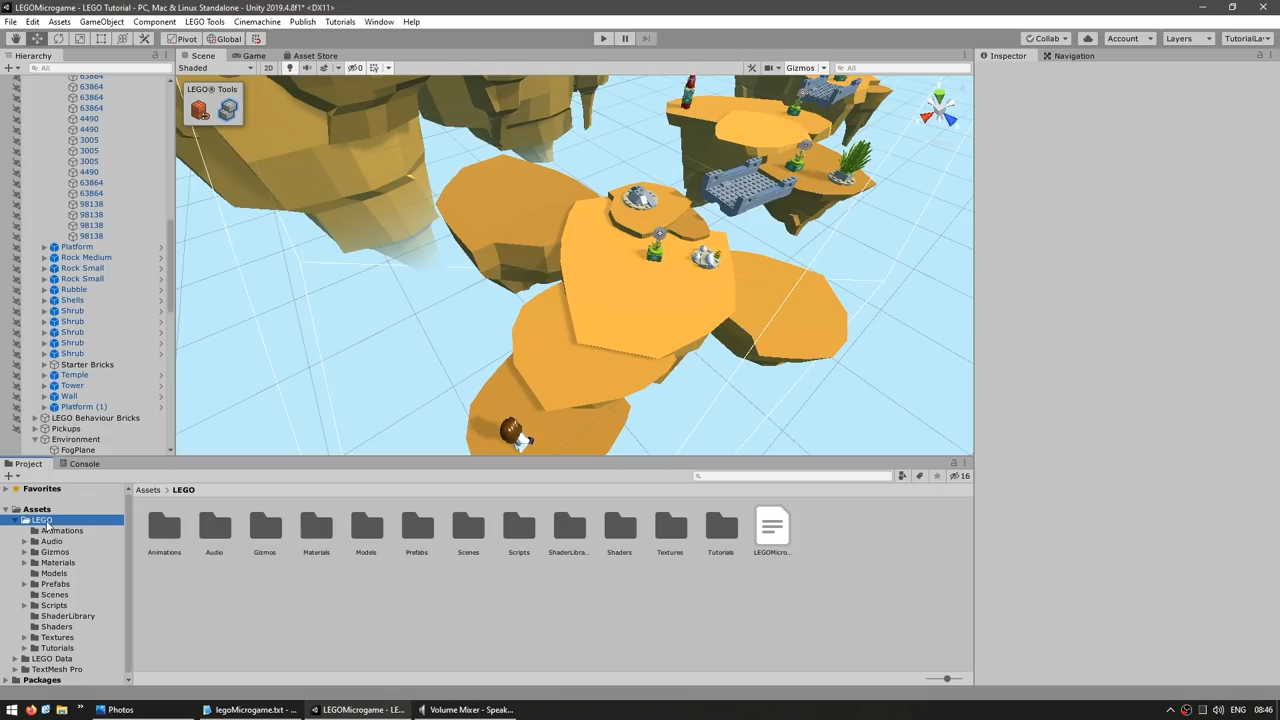 LEGOMicrogame - LEGO Tutorial - PC, Mac & Linux Standalone - Unity 2019.4.8f1* <DX11>
File Edit Assets GameObject Component LEGO Tools Cinemachine Publish Tutorials Window Help
Pivot Global Collab Account Layers TutorialLa
Hierarchy Scene Game Asset Store Inspector Navigation
All Shaded 2D 0 Gizmos All
LEGO® Tools
63864
63864
63864
63864
4490
4490
3005
3005
3005
4490
63864
63864
98138
98138
98138
98138
Platform
Rock Medium
Rock Small
Rock Small
Rubble
Shells
Shrub
Shrub
Shrub
Shrub
Shrub
Starter Bricks
Temple
Tower
Wall
Platform (1)
LEGO Behaviour Bricks
Pickups
Environment
FogPlane
Project Console
16
Favorites
Assets
LEGO
Animations
Audio
Gizmos
Materials
Models
Prefabs
Scenes
Scripts
ShaderLibrary
Shaders
Textures
Tutorials
LEGO Data
TextMesh Pro
Packages
Assets > LEGO
Animations Audio Gizmos Materials Models Prefabs Scenes Scripts ShaderLibra... Shaders Textures Tutorials LEGOMicro...
Photos legoMicrogame.txt - ... LEGOMicrogame - LE... Volume Mixer - Speak... ENG 08:46